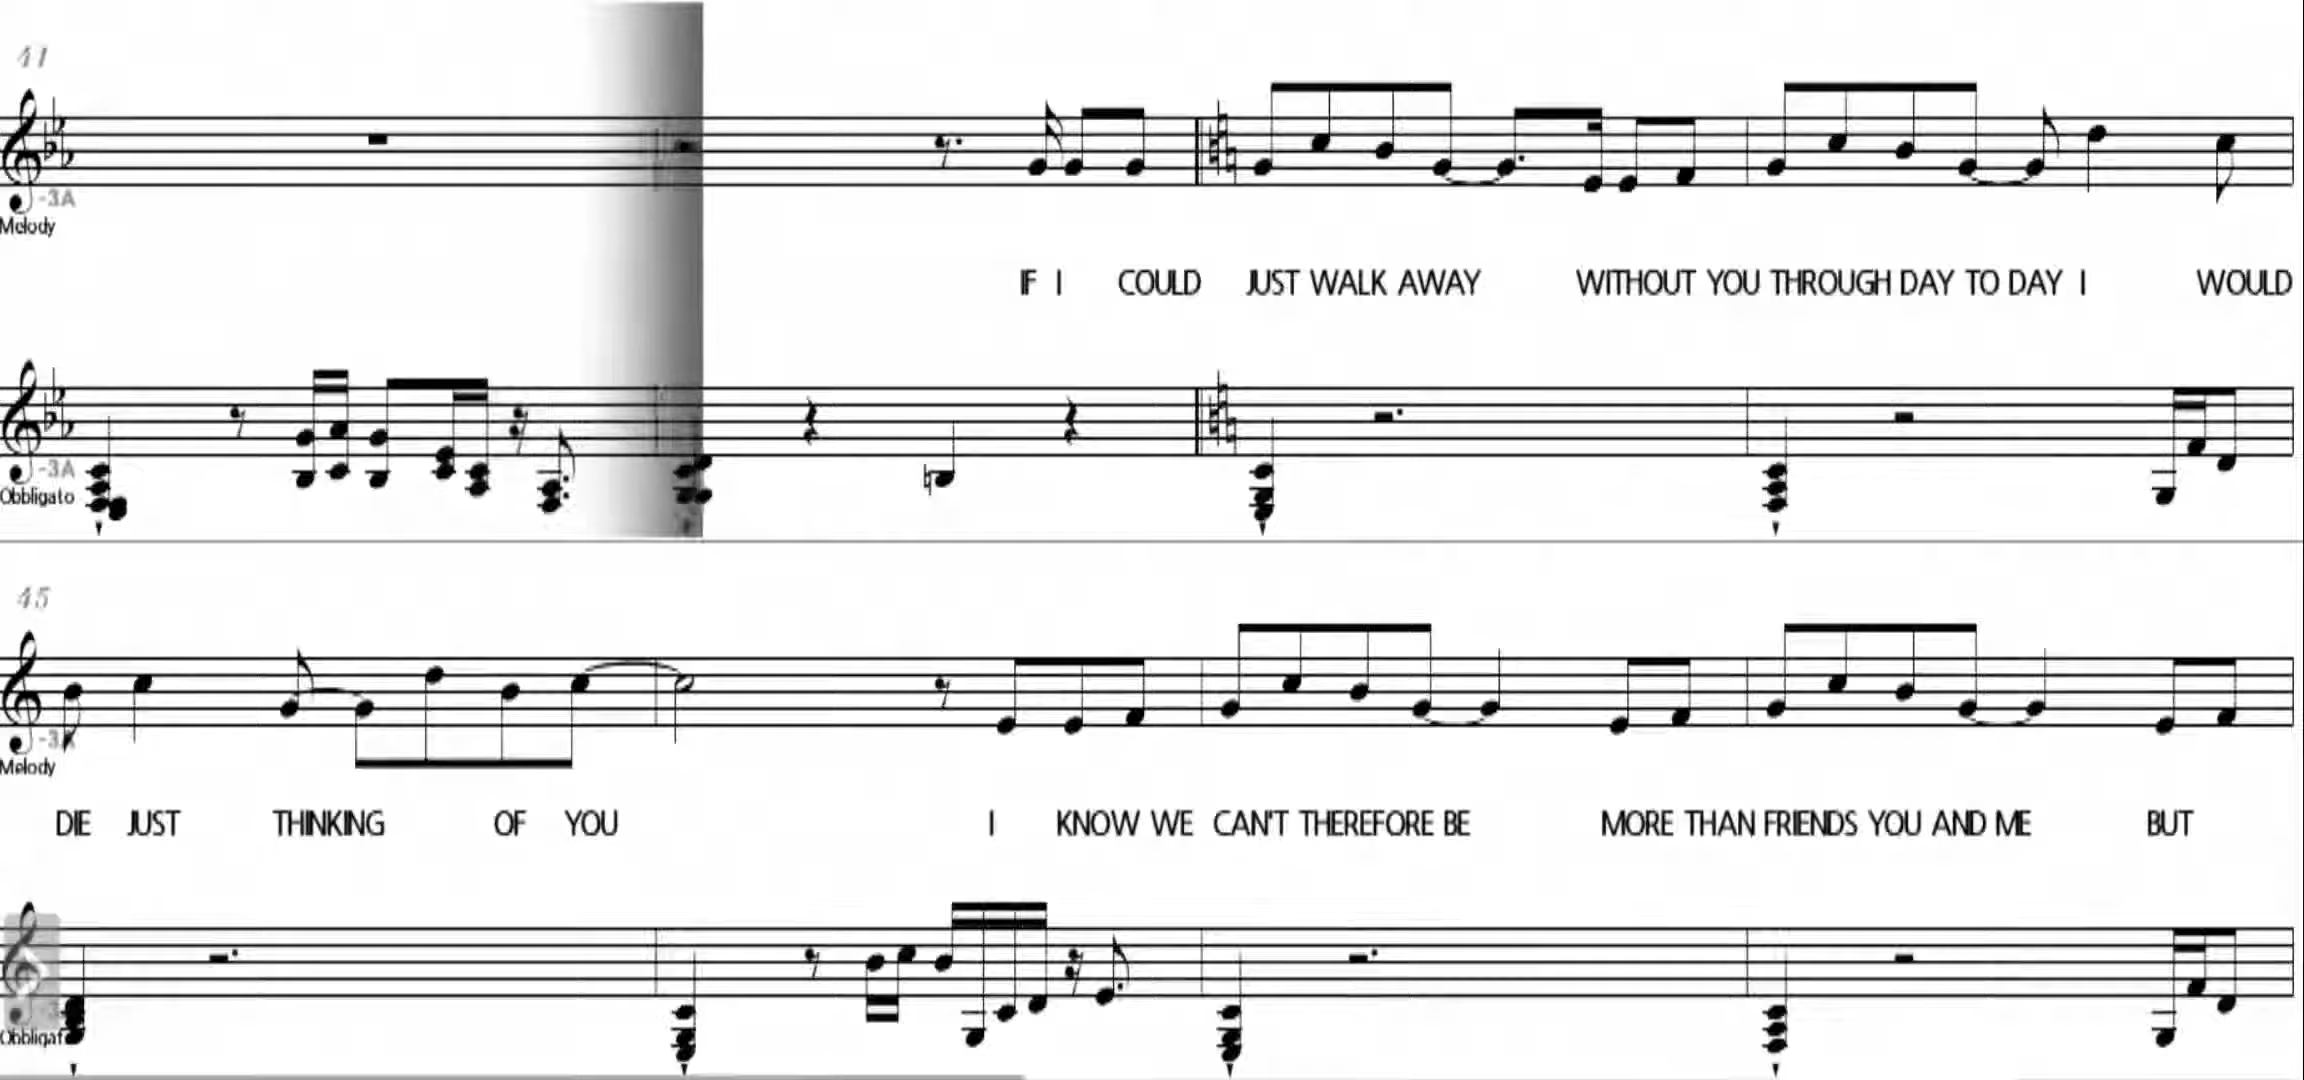 41
-3A
Melody
IF I COULD JUST WALK AWAY WITHOUT YOU THROUGH DAY TO DAY I WOULD
-3A
Obbligato
45
Melody
DIE JUST THINKING OF YOU I KNOW WE CAN'T THEREFORE BE MORE THAN FRIENDS YOU AND ME BUT